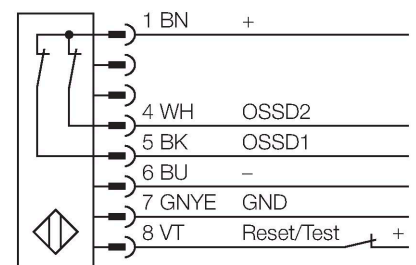 1 BN +
4 WH OSSD2
5 BK OSSD1
6 BU –
7 GNYE GND
8 VT Reset/Test +